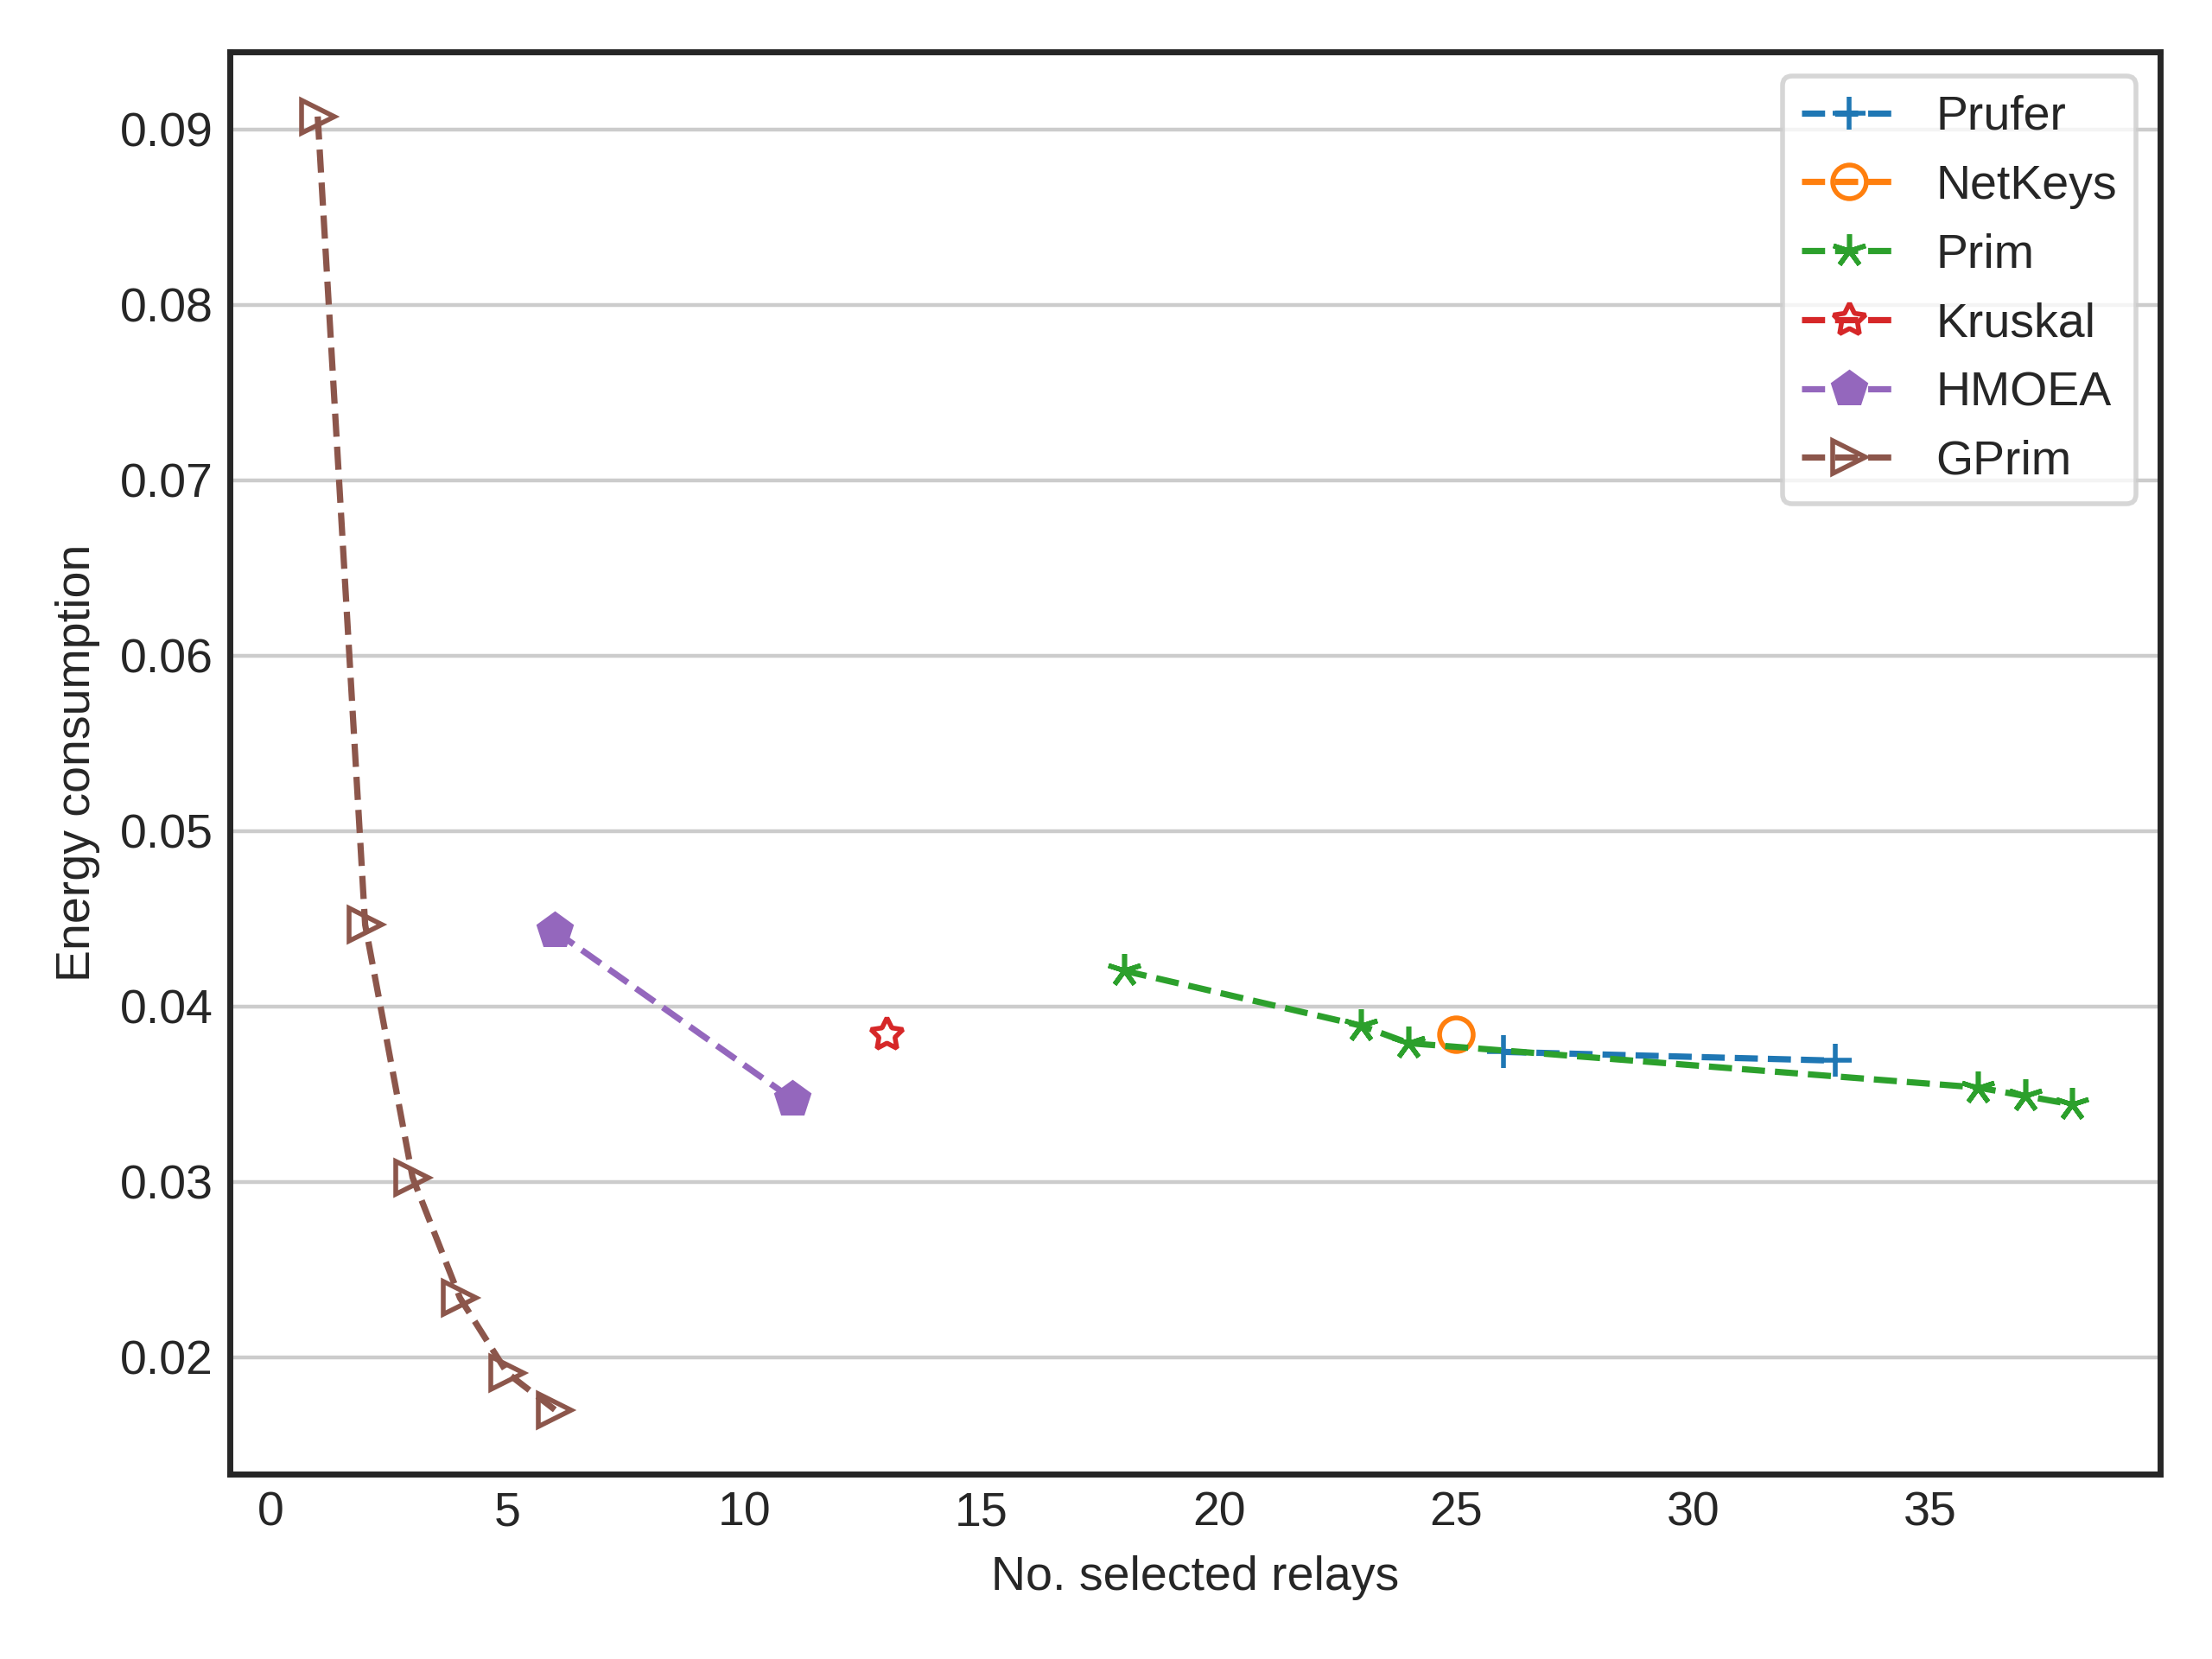 0.09
0.08
0.07
0.06
0.05
0.04
0.03
0.02
Energy consumption
Prufer
NetKeys
Prim
Kruskal
HMOEA
GPrim
0 5 10 15 20 25 30 35
No. selected relays